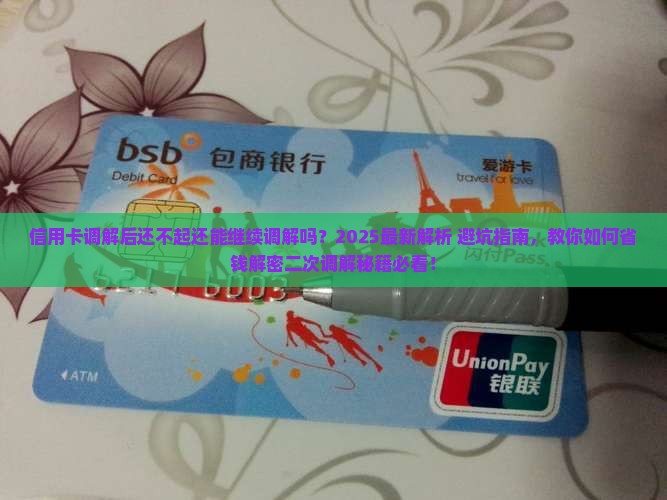 bsb 包商银行
Debit Card
爱游卡
travel for love
信用卡调解后还不起还能继续调解吗？2025最新解析 避坑指南，教你如何省
钱解密二次调解秘籍必看！
闪付Pass
ATM
UnionPay
银联